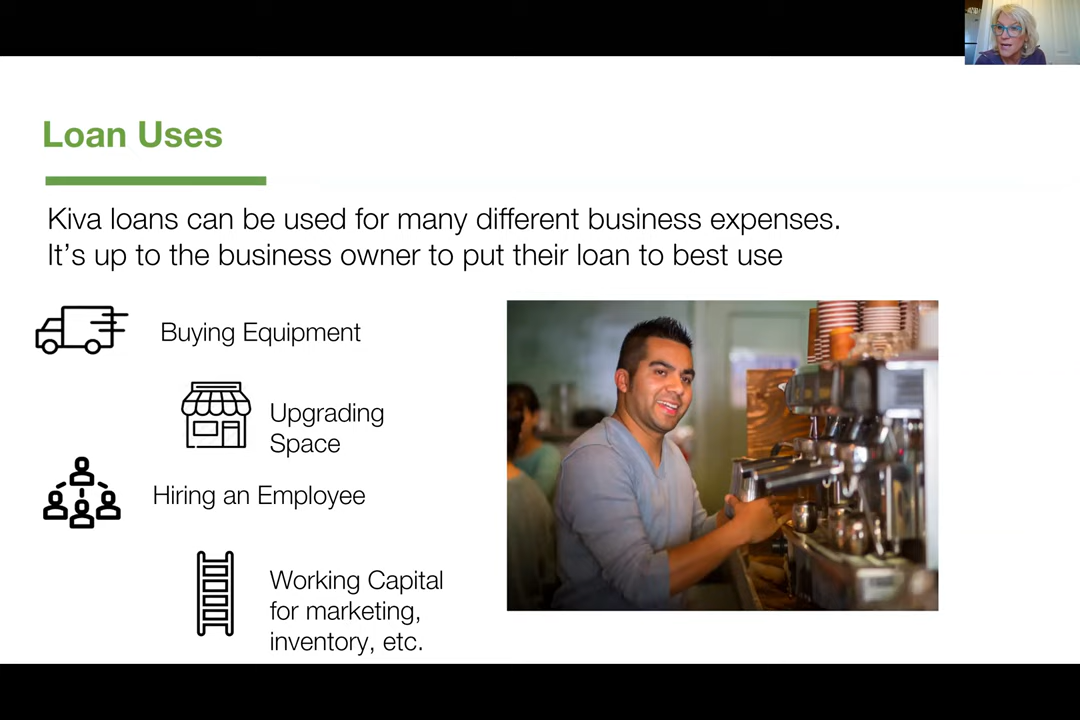 Loan Uses
Kiva loans can be used for many different business expenses.
It’s up to the business owner to put their loan to best use
Buying Equipment
Upgrading
Space
Hiring an Employee
Working Capital
for marketing,
inventory, etc.